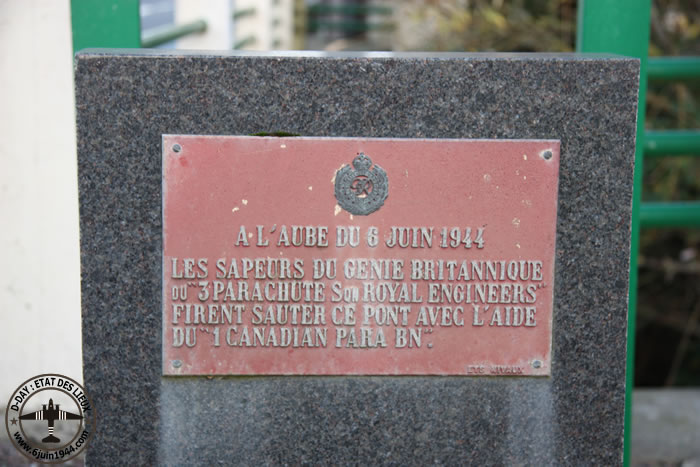 A·L'AUBE DU 6 JUIN 1944
LES SAPEURS DU GENIE BRITANNIQUE
DU "3 PARACHUTE SQN ROYAL ENGINEERS"
FIRENT SAUTER CE PONT AVEC L'AIDE
DU "1 CANADIAN PARA BN".
D-DAY : ETAT DES LIEUX
www.6juin1944.com